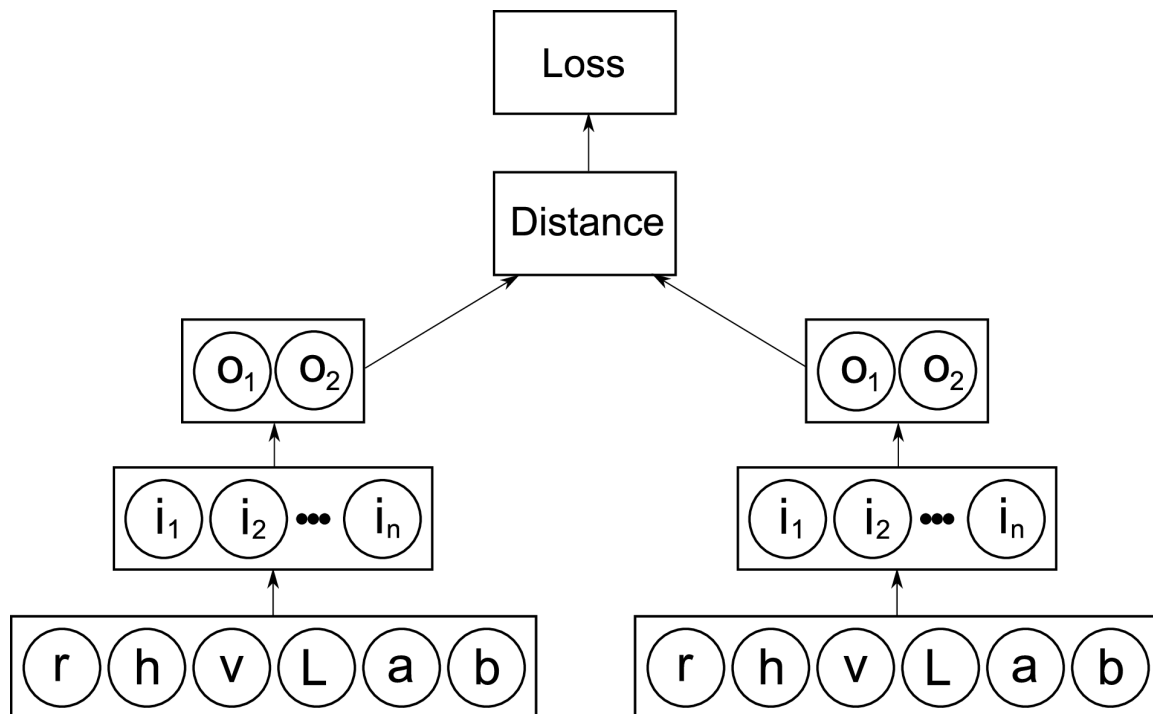 Loss
Distance
o₁ o₂ o₁ o₂
i₁ i₂ ••• iₙ i₁ i₂ ••• iₙ
r h v L a b r h v L a b